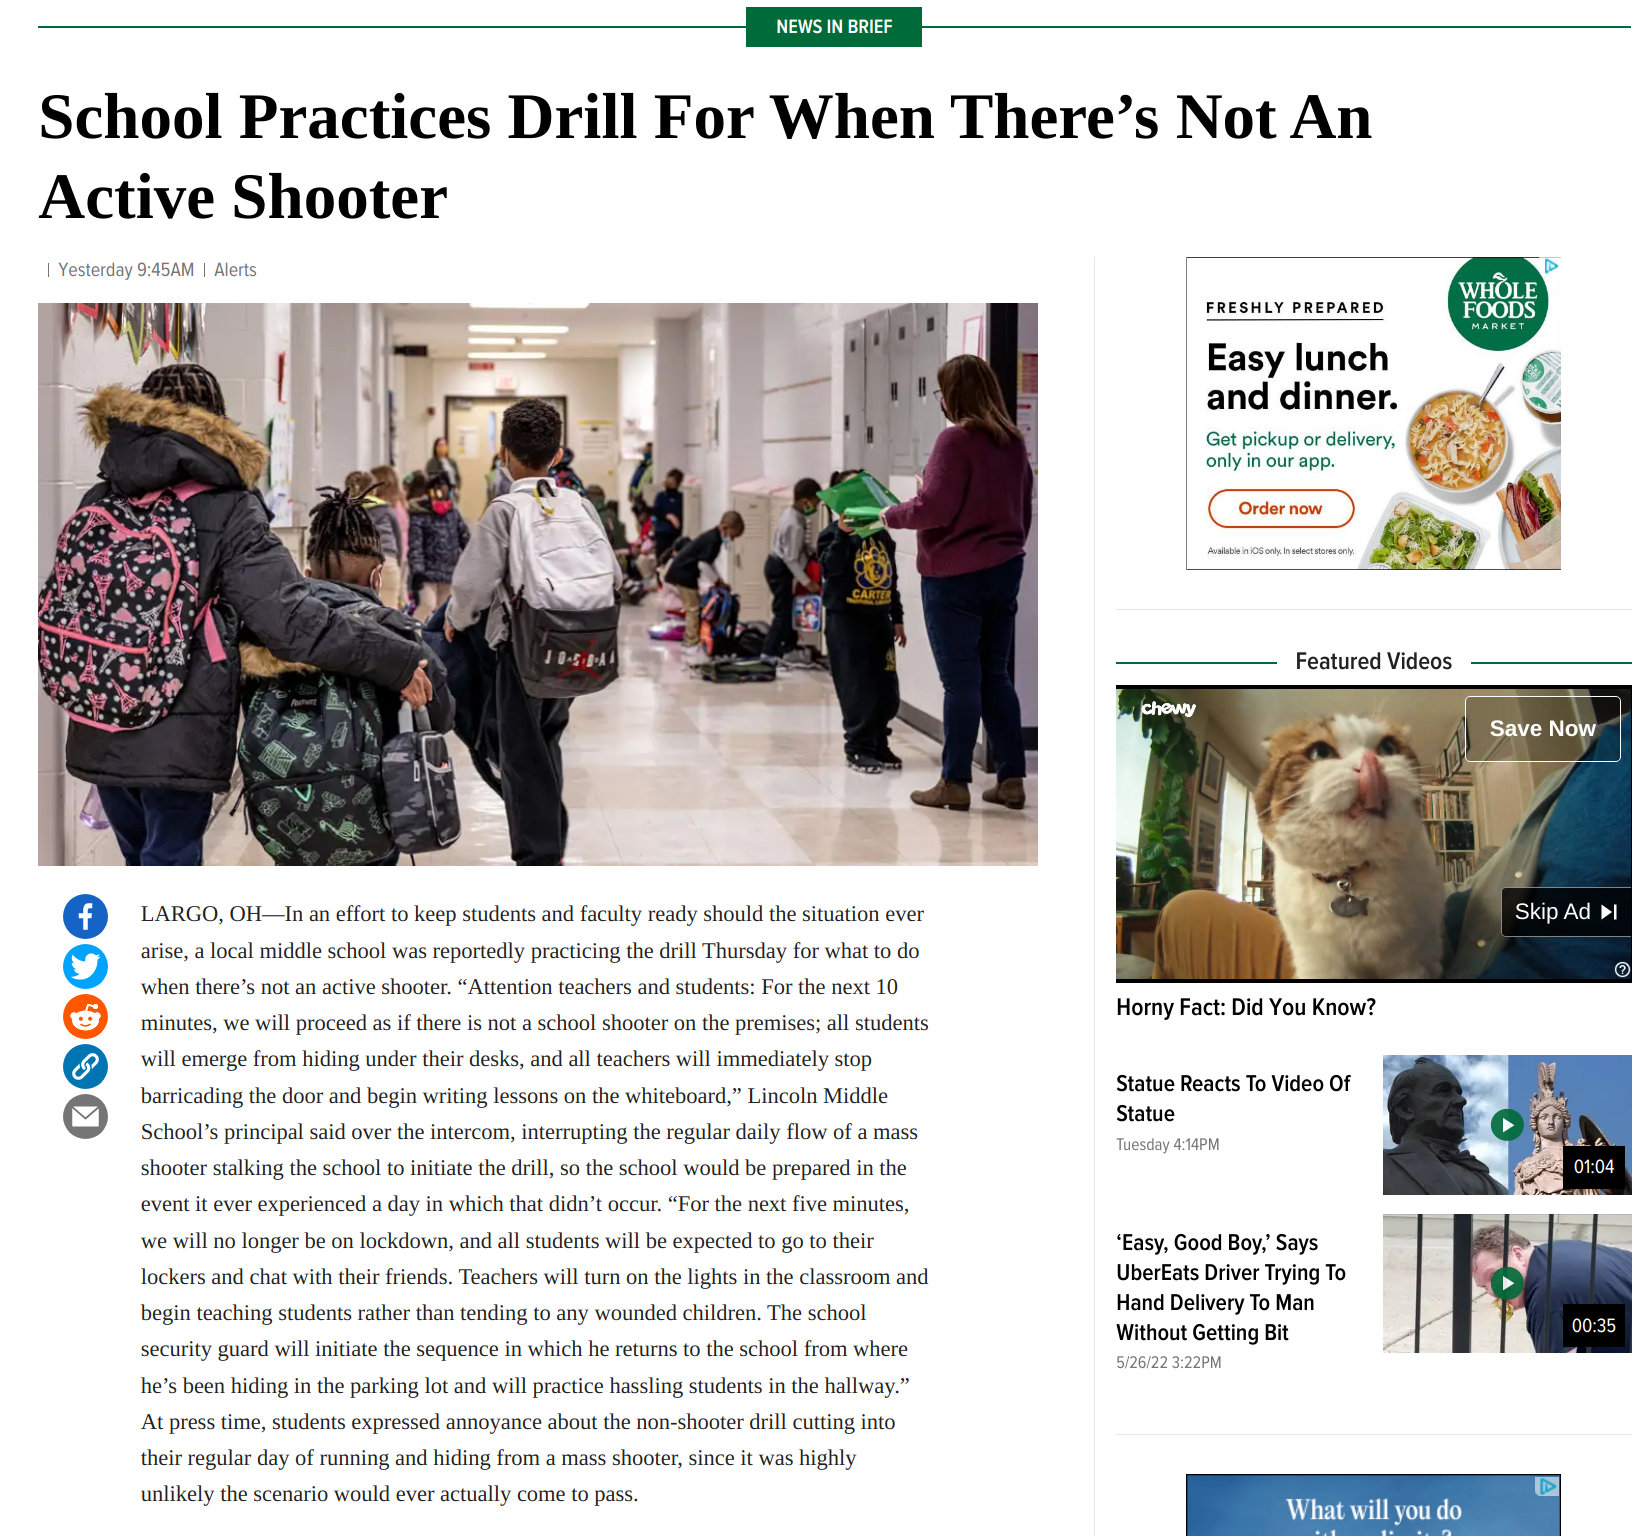 NEWS IN BRIEF
School Practices Drill For When There’s Not An
Active Shooter
Yesterday 9:45AM | Alerts
CARTER
JORDAN
LARGO, OH—In an effort to keep students and faculty ready should the situation ever
arise, a local middle school was reportedly practicing the drill Thursday for what to do
when there’s not an active shooter. “Attention teachers and students: For the next 10
minutes, we will proceed as if there is not a school shooter on the premises; all students
will emerge from hiding under their desks, and all teachers will immediately stop
barricading the door and begin writing lessons on the whiteboard,” Lincoln Middle
School’s principal said over the intercom, interrupting the regular daily flow of a mass
shooter stalking the school to initiate the drill, so the school would be prepared in the
event it ever experienced a day in which that didn’t occur. “For the next five minutes,
we will no longer be on lockdown, and all students will be expected to go to their
lockers and chat with their friends. Teachers will turn on the lights in the classroom and
begin teaching students rather than tending to any wounded children. The school
security guard will initiate the sequence in which he returns to the school from where
he’s been hiding in the parking lot and will practice hassling students in the hallway.”
At press time, students expressed annoyance about the non-shooter drill cutting into
their regular day of running and hiding from a mass shooter, since it was highly
unlikely the scenario would ever actually come to pass.
WHOLE
FOODS
MARKET
FRESHLY PREPARED
Easy lunch
and dinner.
Get pickup or delivery,
only in our app.
Order now
Available in iOS only. In select stores only.
Featured Videos
chewy
Save Now
Skip Ad
Horny Fact: Did You Know?
Statue Reacts To Video Of
Statue
Tuesday 4:14PM
01:04
‘Easy, Good Boy,’ Says
UberEats Driver Trying To
Hand Delivery To Man
Without Getting Bit
5/26/22 3:22PM
00:35
What will you do